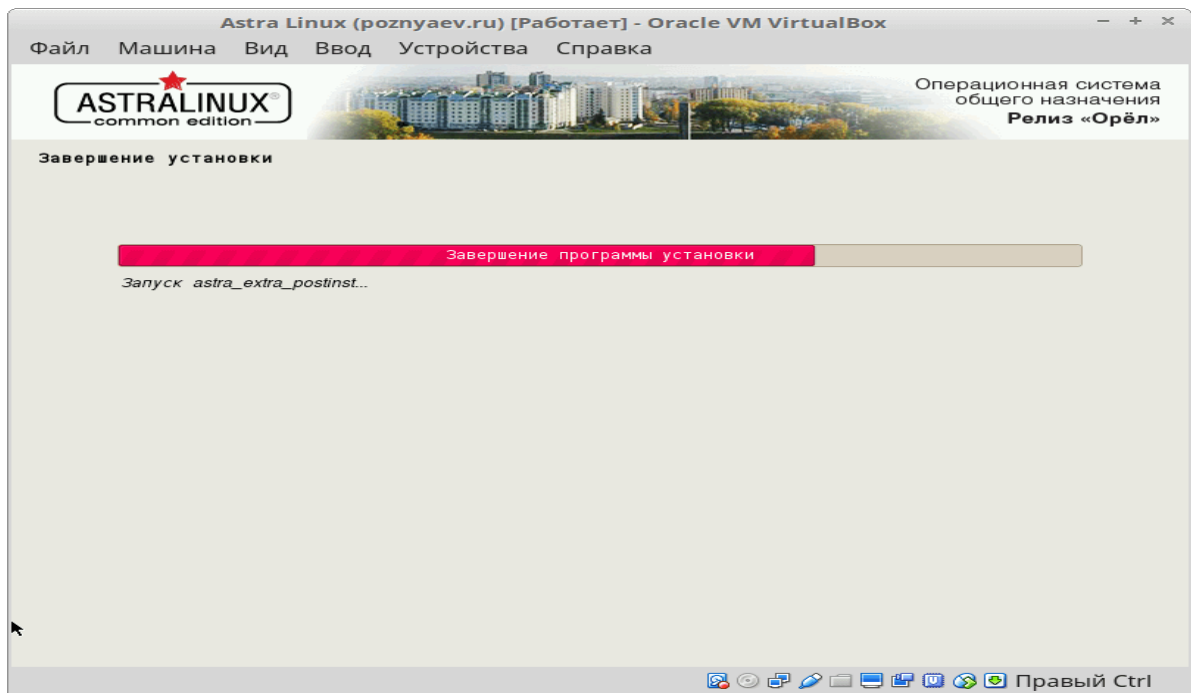 Astra Linux (poznyaev.ru) [Работает] - Oracle VM VirtualBox
Файл Машина Вид Ввод Устройства Справка
ASTRALINUX®
common edition
Операционная система
общего назначения
Релиз «Орёл»
Завершение установки
Завершение программы установки
Запуск astra_extra_postinst...
Правый Ctrl